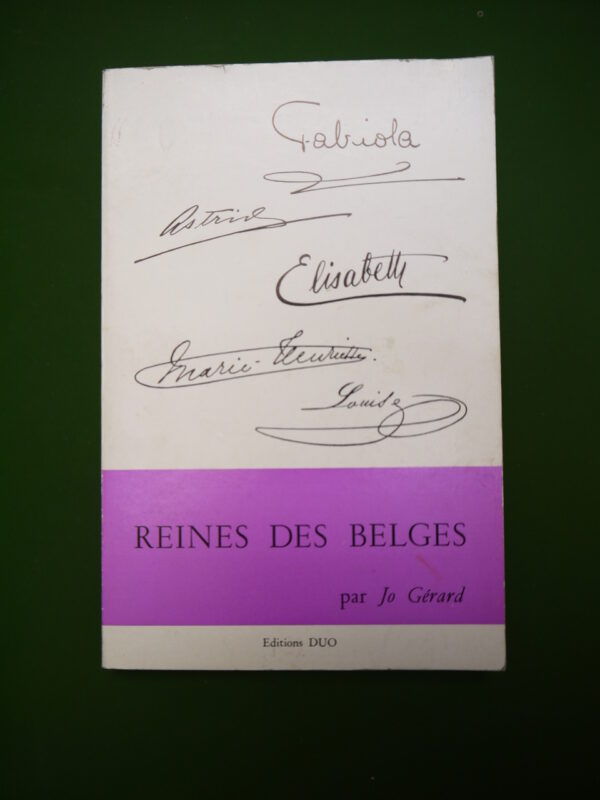 Fabiola
Astrid
Elisabeth
Marie-Henriette.
Louise
REINES DES BELGES
par Jo Gérard
Editions DUO